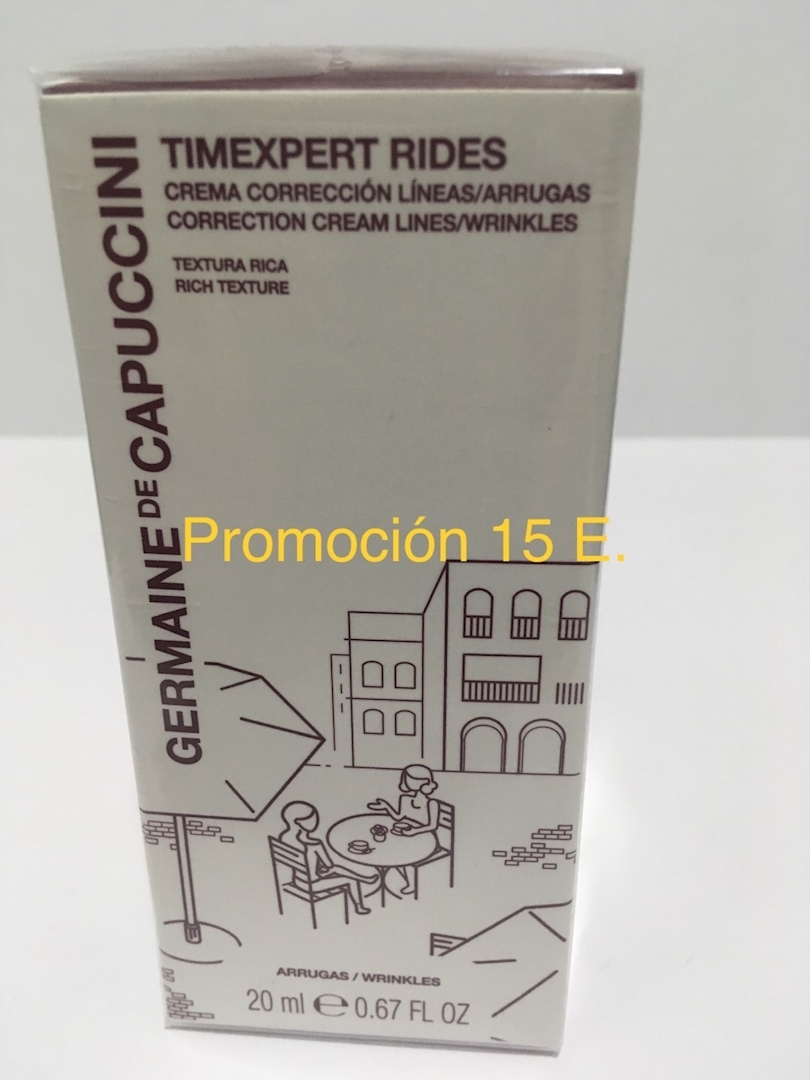 GERMAINE DE CAPUCCINI
TIMEXPERT RIDES
CREMA CORRECCIÓN LÍNEAS/ARRUGAS
CORRECTION CREAM LINES/WRINKLES
TEXTURA RICA
RICH TEXTURE
Promoción 15 E.
ARRUGAS / WRINKLES
20 ml ℮ 0.67 FL OZ